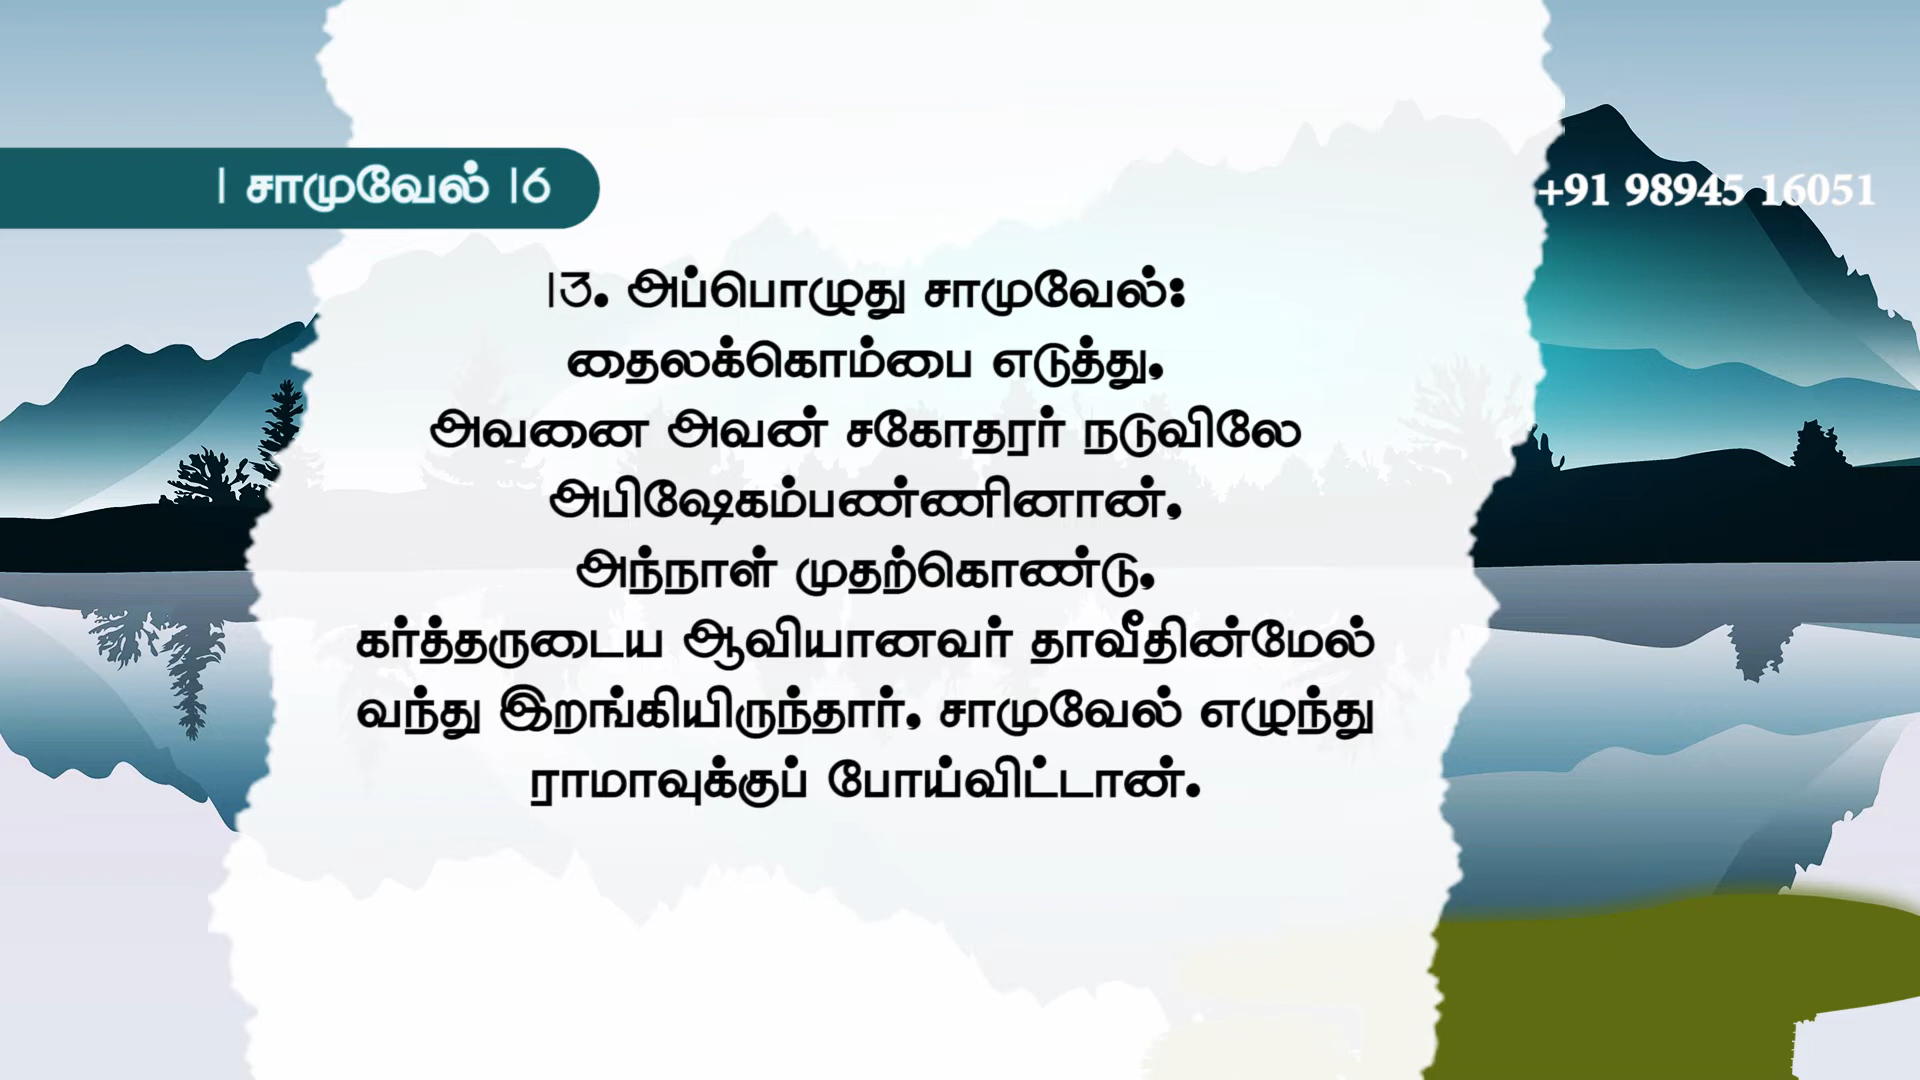 1 சாமுவேல் 16
+91 98945 16051
13. அப்பொழுது சாமுவேல்:
தைலக்கொம்பை எடுத்து,
அவனை அவன் சகோதரர் நடுவிலே
அபிஷேகம்பண்ணினான்.
அந்நாள் முதற்கொண்டு,
கர்த்தருடைய ஆவியானவர் தாவீதின்மேல்
வந்து இறங்கியிருந்தார், சாமுவேல் எழுந்து
ராமாவுக்குப் போய்விட்டான்.